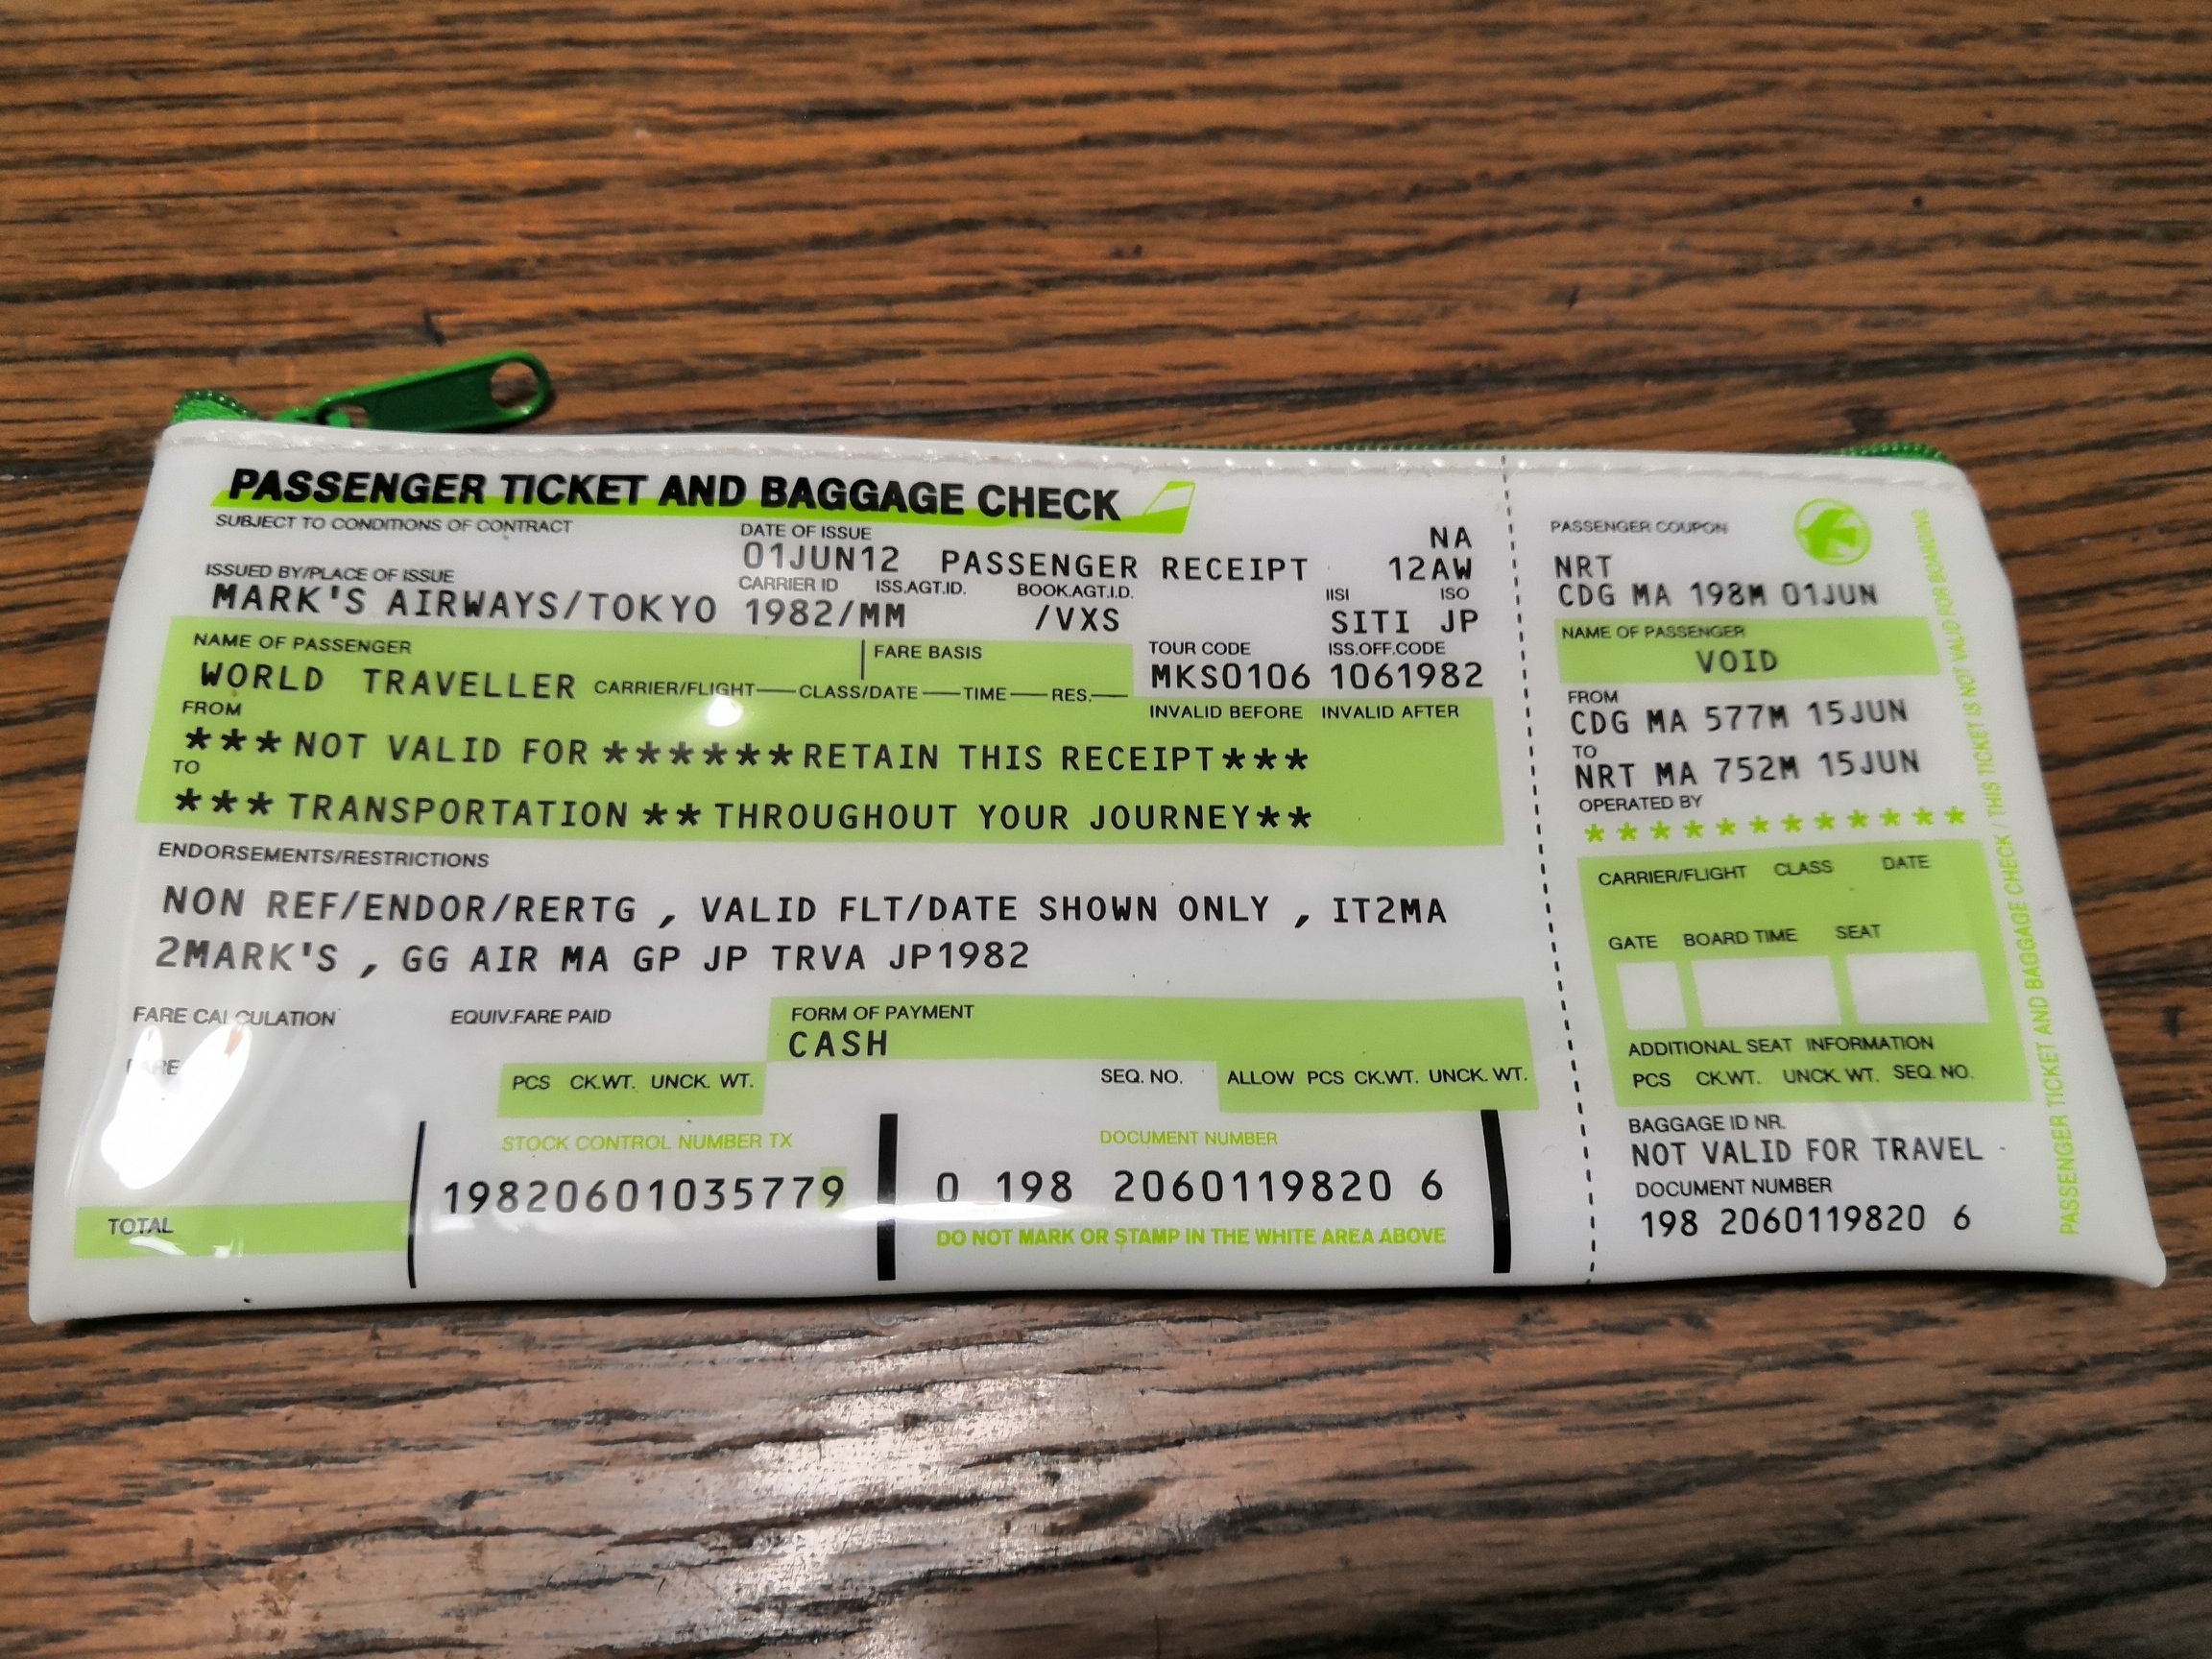 PASSENGER TICKET AND BAGGAGE CHECK
SUBJECT TO CONDITIONS OF CONTRACT
DATE OF ISSUE
01JUN12 PASSENGER RECEIPT
NA
12AW
ISSUED BY/PLACE OF ISSUE
MARK'S AIRWAYS/TOKYO
CARRIER ID ISS.AGT.ID. BOOK.AGT.I.D. IISI ISO
1982/MM /VXS SITI JP
NAME OF PASSENGER FARE BASIS TOUR CODE ISS.OFF.CODE
WORLD TRAVELLER CARRIER/FLIGHT CLASS/DATE TIME RES. MKS0106 1061982
FROM INVALID BEFORE INVALID AFTER
***NOT VALID FOR ******RETAIN THIS RECEIPT***
TO
***TRANSPORTATION **THROUGHOUT YOUR JOURNEY**
ENDORSEMENTS/RESTRICTIONS
NON REF/ENDOR/RERTG , VALID FLT/DATE SHOWN ONLY , IT2MA
2MARK'S , GG AIR MA GP JP TRVA JP1982
FARE CALCULATION EQUIV.FARE PAID FORM OF PAYMENT
CASH
FARE
PCS CK.WT. UNCK. WT. SEQ. NO. ALLOW PCS CK.WT. UNCK. WT.
STOCK CONTROL NUMBER TX DOCUMENT NUMBER
19820601035779 0 198 2060119820 6
TOTAL
DO NOT MARK OR STAMP IN THE WHITE AREA ABOVE
PASSENGER COUPON
NRT
CDG MA 198M 01JUN
NAME OF PASSENGER
VOID
FROM
CDG MA 577M 15JUN
TO
NRT MA 752M 15JUN
OPERATED BY
************
CARRIER/FLIGHT CLASS DATE
GATE BOARD TIME SEAT
ADDITIONAL SEAT INFORMATION
PCS CK.WT. UNCK. WT. SEQ. NO.
BAGGAGE ID NR.
NOT VALID FOR TRAVEL
DOCUMENT NUMBER
198 2060119820 6
PASSENGER TICKET AND BAGGAGE CHECK / THIS TICKET IS NOT VALID FOR BOARDING